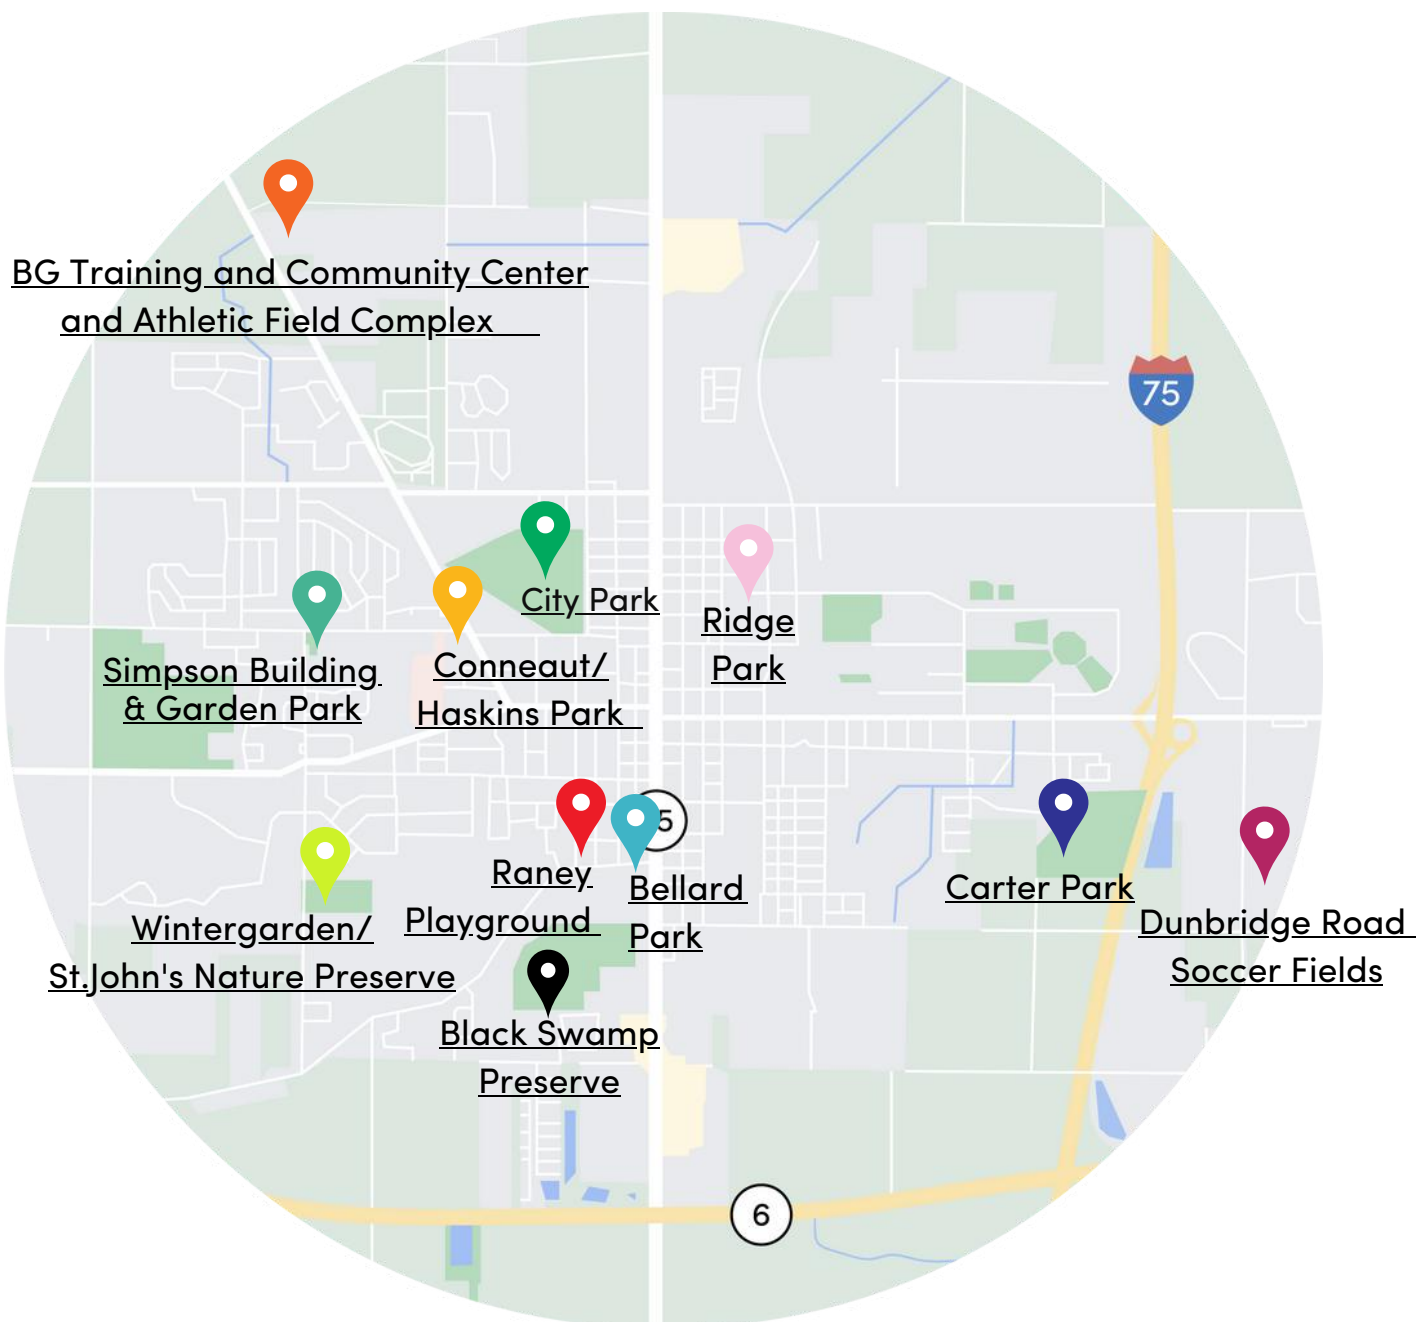 BG Training and Community Center
and Athletic Field Complex
75
City Park
Ridge
Park
Simpson Building
& Garden Park
Conneaut/
Haskins Park
5
Raney
Playground
Bellard
Park
Carter Park
Dunbridge Road
Soccer Fields
Wintergarden/
St.John's Nature Preserve
Black Swamp
Preserve
6